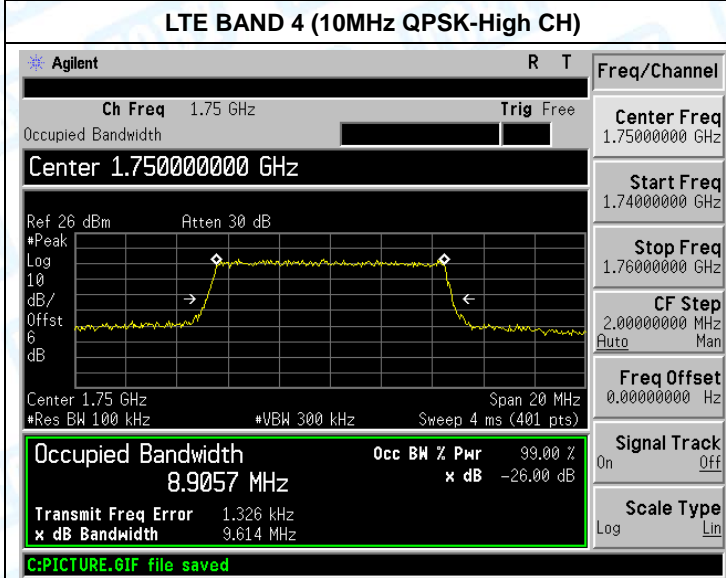 LTE BAND 4 (10MHz QPSK-High CH)
Agilent R T
Ch Freq 1.75 GHz Trig Free
Occupied Bandwidth
Center 1.750000000 GHz
Ref 26 dBm Atten 30 dB
#Peak
Log
10
dB/
Offst
6
dB
Center 1.75 GHz Span 20 MHz
#Res BW 100 kHz #VBW 300 kHz Sweep 4 ms (401 pts)
Occupied Bandwidth Occ BW % Pwr 99.00 %
8.9057 MHz x dB -26.00 dB
Transmit Freq Error 1.326 kHz
x dB Bandwidth 9.614 MHz
C:PICTURE.GIF file saved
Freq/Channel
Center Freq
1.75000000 GHz
Start Freq
1.74000000 GHz
Stop Freq
1.76000000 GHz
CF Step
2.00000000 MHz
Auto Man
Freq Offset
0.00000000 Hz
Signal Track
On Off
Scale Type
Log Lin